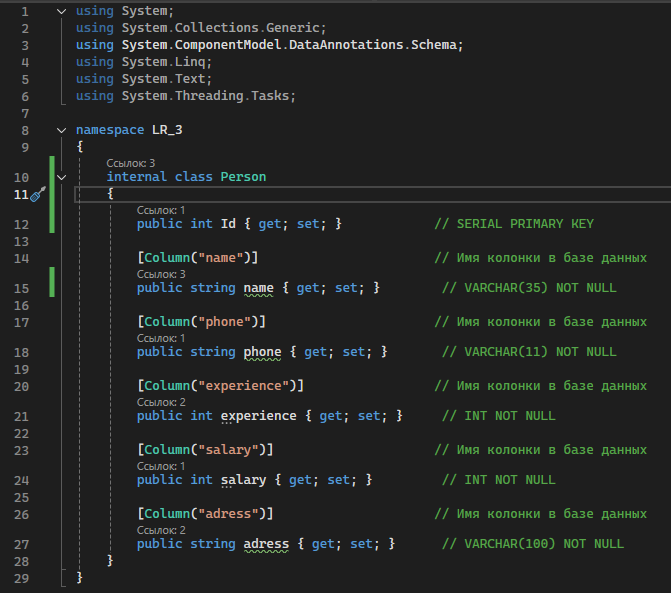 1 using System;
2 using System.Collections.Generic;
3 using System.ComponentModel.DataAnnotations.Schema;
4 using System.Linq;
5 using System.Text;
6 using System.Threading.Tasks;
7
8 namespace LR_3
9 {
Ссылок: 3
10 internal class Person
11 {
Ссылок: 1
12 public int Id { get; set; } // SERIAL PRIMARY KEY
13
14 [Column("name")] // Имя колонки в базе данных
Ссылок: 3
15 public string name { get; set; } // VARCHAR(35) NOT NULL
16
17 [Column("phone")] // Имя колонки в базе данных
Ссылок: 1
18 public string phone { get; set; } // VARCHAR(11) NOT NULL
19
20 [Column("experience")] // Имя колонки в базе данных
Ссылок: 2
21 public int experience { get; set; } // INT NOT NULL
22
23 [Column("salary")] // Имя колонки в базе данных
Ссылок: 1
24 public int salary { get; set; } // INT NOT NULL
25
26 [Column("adress")] // Имя колонки в базе данных
Ссылок: 2
27 public string adress { get; set; } // VARCHAR(100) NOT NULL
28 }
29 }